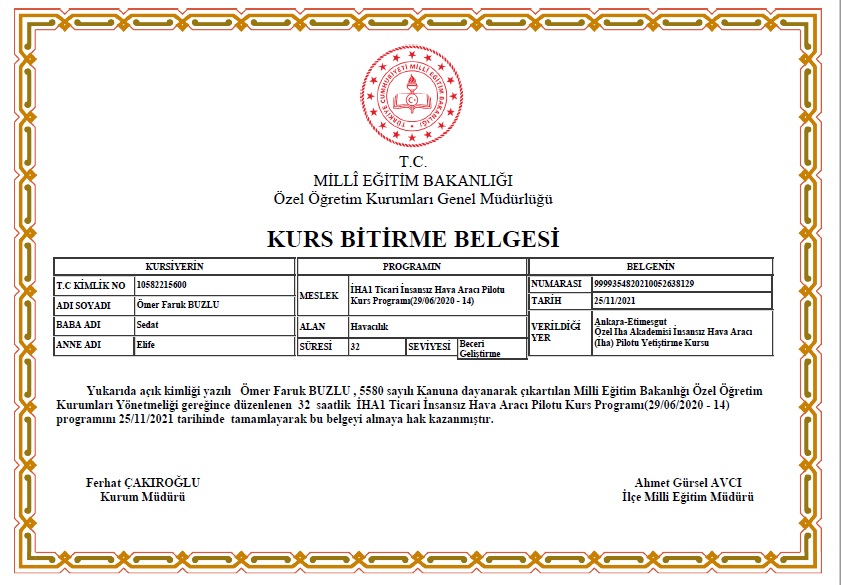 TÜRKİYE CUMHURİYETİ MİLLÎ EĞİTİM BAKANLIĞI
T.C.
MİLLÎ EĞİTİM BAKANLIĞI
Özel Öğretim Kurumları Genel Müdürlüğü
KURS BİTİRME BELGESİ
KURSİYERİN
T.C KİMLİK NO 10582215600
ADI SOYADI Ömer Faruk BUZLU
BABA ADI Sedat
ANNE ADI Elife
PROGRAMIN
MESLEK İHA1 Ticari İnsansız Hava Aracı Pilotu
Kurs Programı(29/06/2020 - 14)
ALAN Havacılık
SÜRESİ 32 SEVİYESİ Beceri
Geliştirme
BELGENİN
NUMARASI 9999354820210052638129
TARİH 25/11/2021
VERİLDİĞİ YER Ankara-Etimesgut
Özel İha Akademisi İnsansız Hava Aracı
(İha) Pilotu Yetiştirme Kursu
Yukarıda açık kimliği yazılı Ömer Faruk BUZLU , 5580 sayılı Kanuna dayanarak çıkartılan Milli Eğitim Bakanlığı Özel Öğretim
Kurumları Yönetmeliği gereğince düzenlenen 32 saatlik İHA1 Ticari İnsansız Hava Aracı Pilotu Kurs Programı(29/06/2020 - 14)
programını 25/11/2021 tarihinde tamamlayarak bu belgeyi almaya hak kazanmıştır.
Ferhat ÇAKIROĞLU
Kurum Müdürü
Ahmet Gürsel AVCI
İlçe Milli Eğitim Müdürü